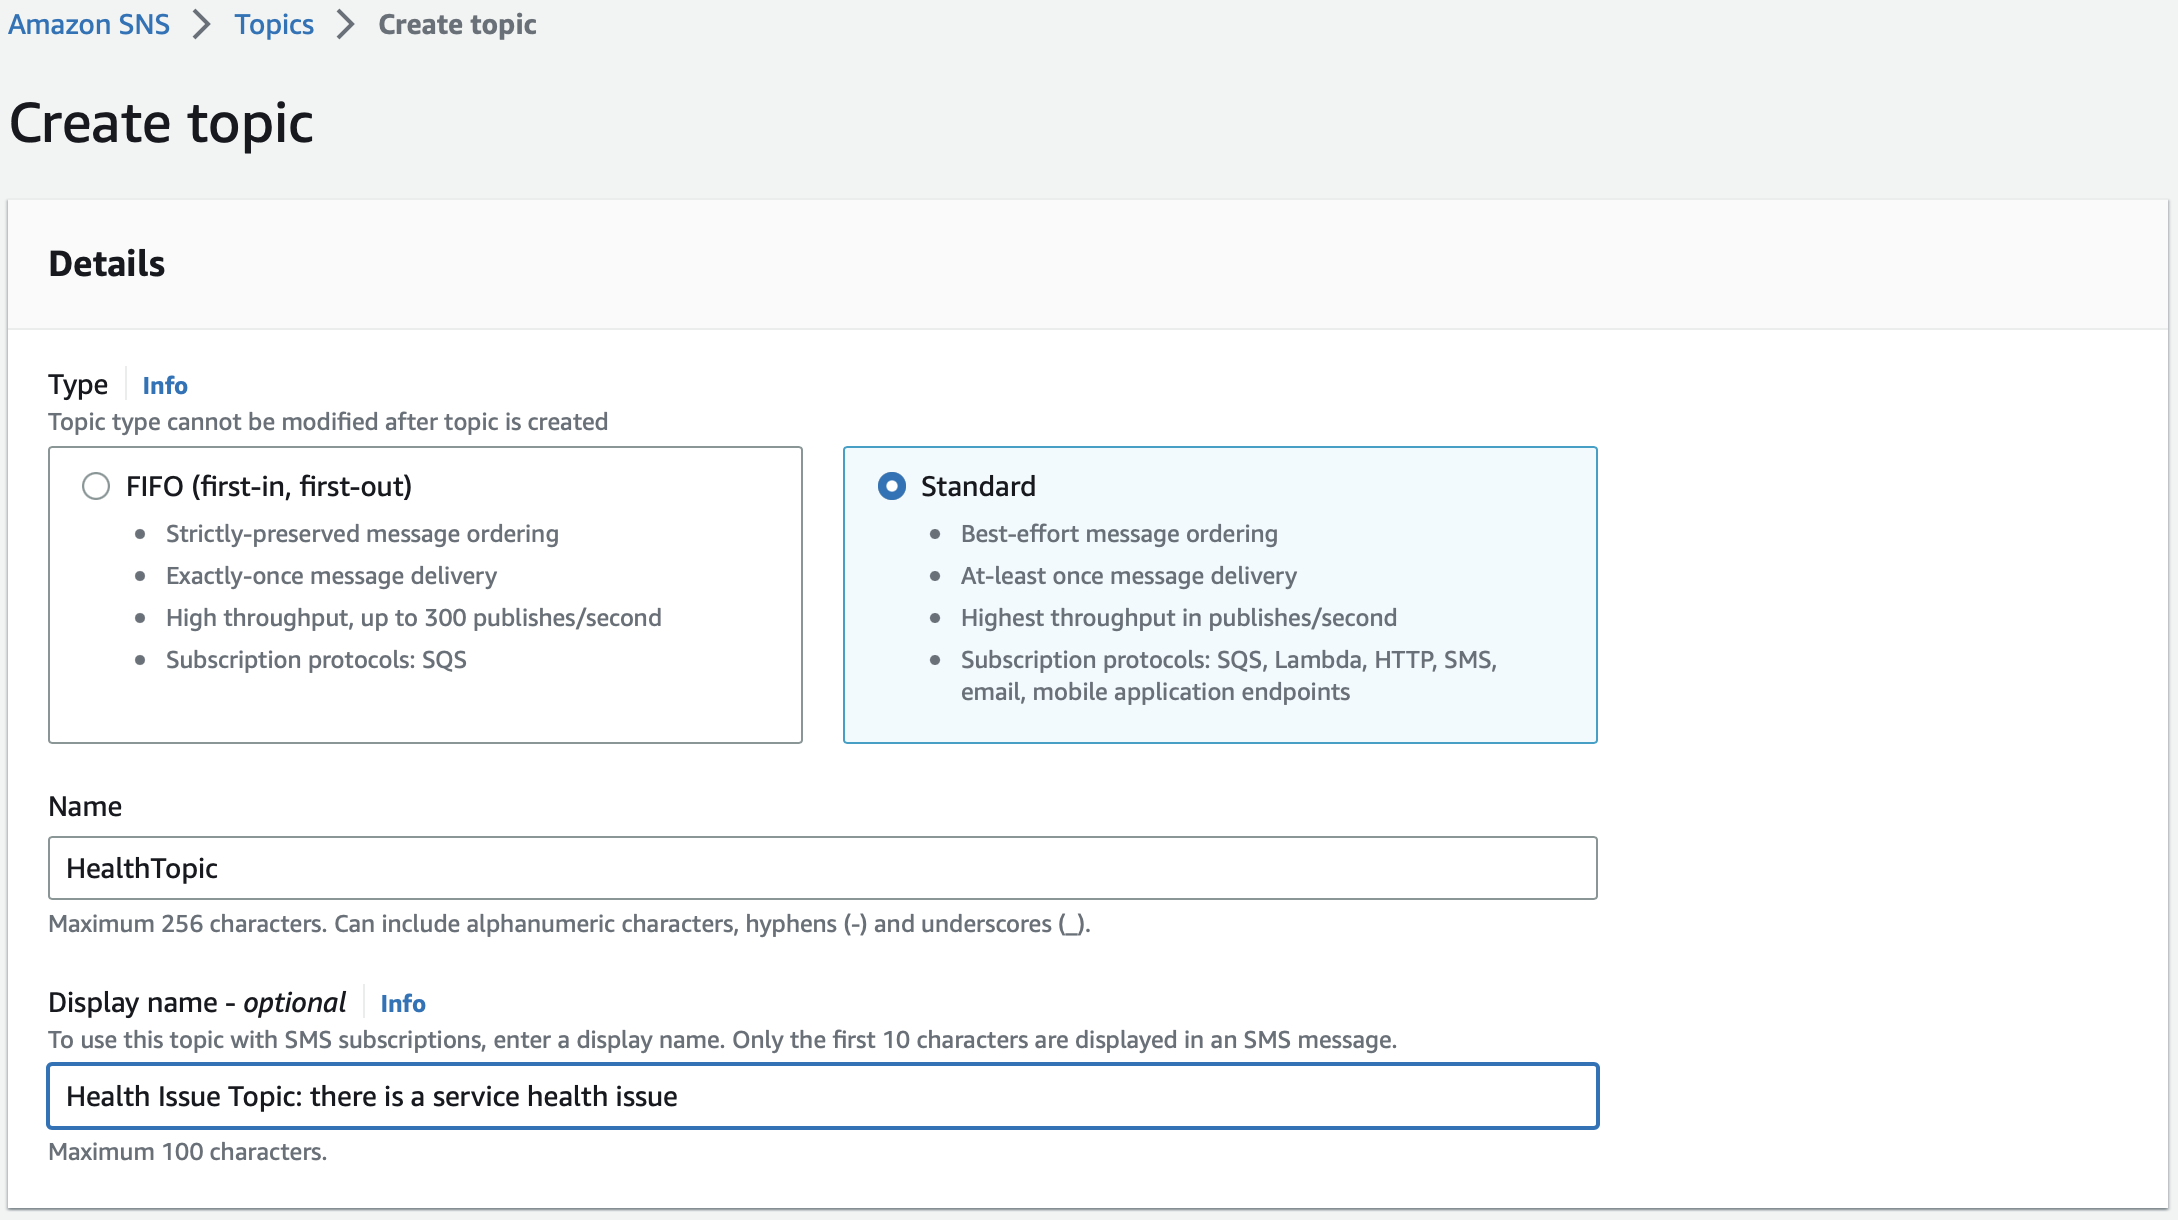 Amazon SNS > Topics > Create topic
Create topic
Details
Type Info
Topic type cannot be modified after topic is created
FIFO (first-in, first-out)
• Strictly-preserved message ordering
• Exactly-once message delivery
• High throughput, up to 300 publishes/second
• Subscription protocols: SQS
Standard
• Best-effort message ordering
• At-least once message delivery
• Highest throughput in publishes/second
• Subscription protocols: SQS, Lambda, HTTP, SMS,
email, mobile application endpoints
Name
HealthTopic
Maximum 256 characters. Can include alphanumeric characters, hyphens (-) and underscores (_).
Display name - optional Info
To use this topic with SMS subscriptions, enter a display name. Only the first 10 characters are displayed in an SMS message.
Health Issue Topic: there is a service health issue
Maximum 100 characters.